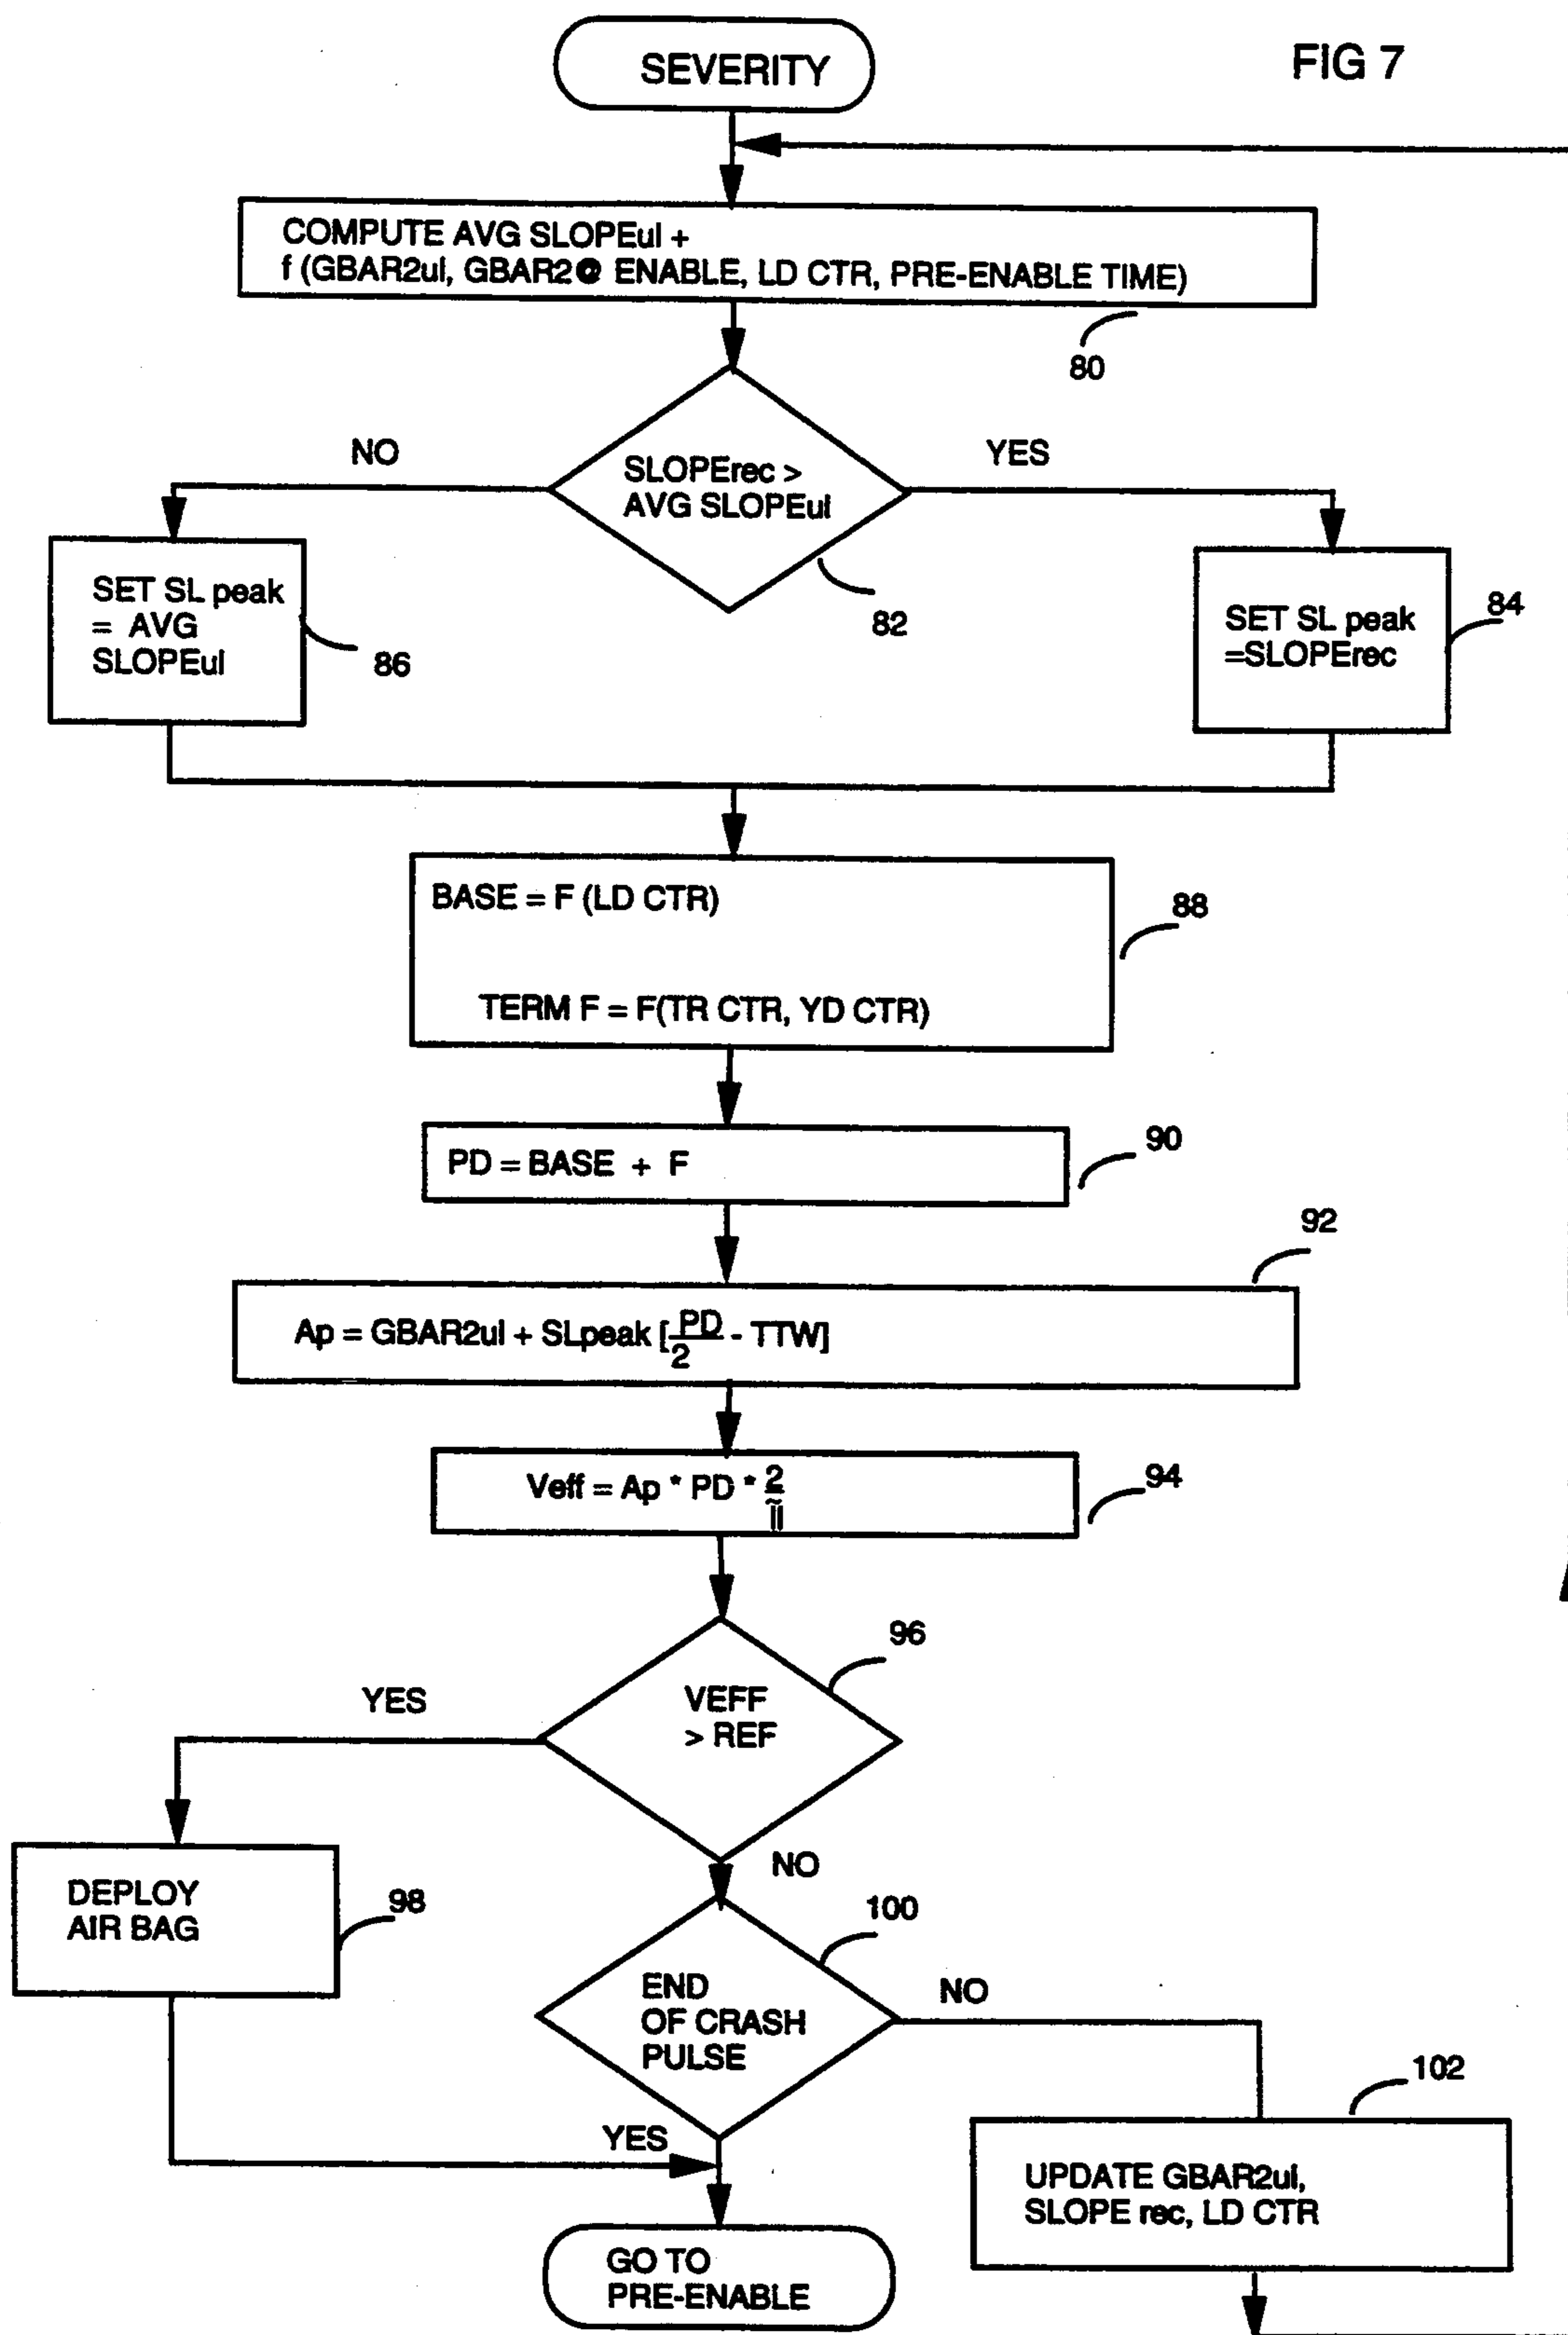 SEVERITY
FIG 7
COMPUTE AVG SLOPEul +
f (GBAR2ul, GBAR2@ ENABLE, LD CTR, PRE-ENABLE TIME)
80
NO
YES
SLOPErec >
AVG SLOPEul
82
SET SL peak
= AVG
SLOPEul
86
SET SL peak
=SLOPErec
84
BASE = F (LD CTR)
88
TERM F = F(TR CTR, YD CTR)
PD = BASE + F
90
92
Ap = GBAR2ul + SLpeak [PD/2 - TTW]
Veff = Ap * PD * 2/π
94
96
YES
VEFF
> REF
NO
DEPLOY
AIR BAG
98
100
END
OF CRASH
PULSE
NO
102
YES
UPDATE GBAR2ul,
SLOPE rec, LD CTR
GO TO
PRE-ENABLE